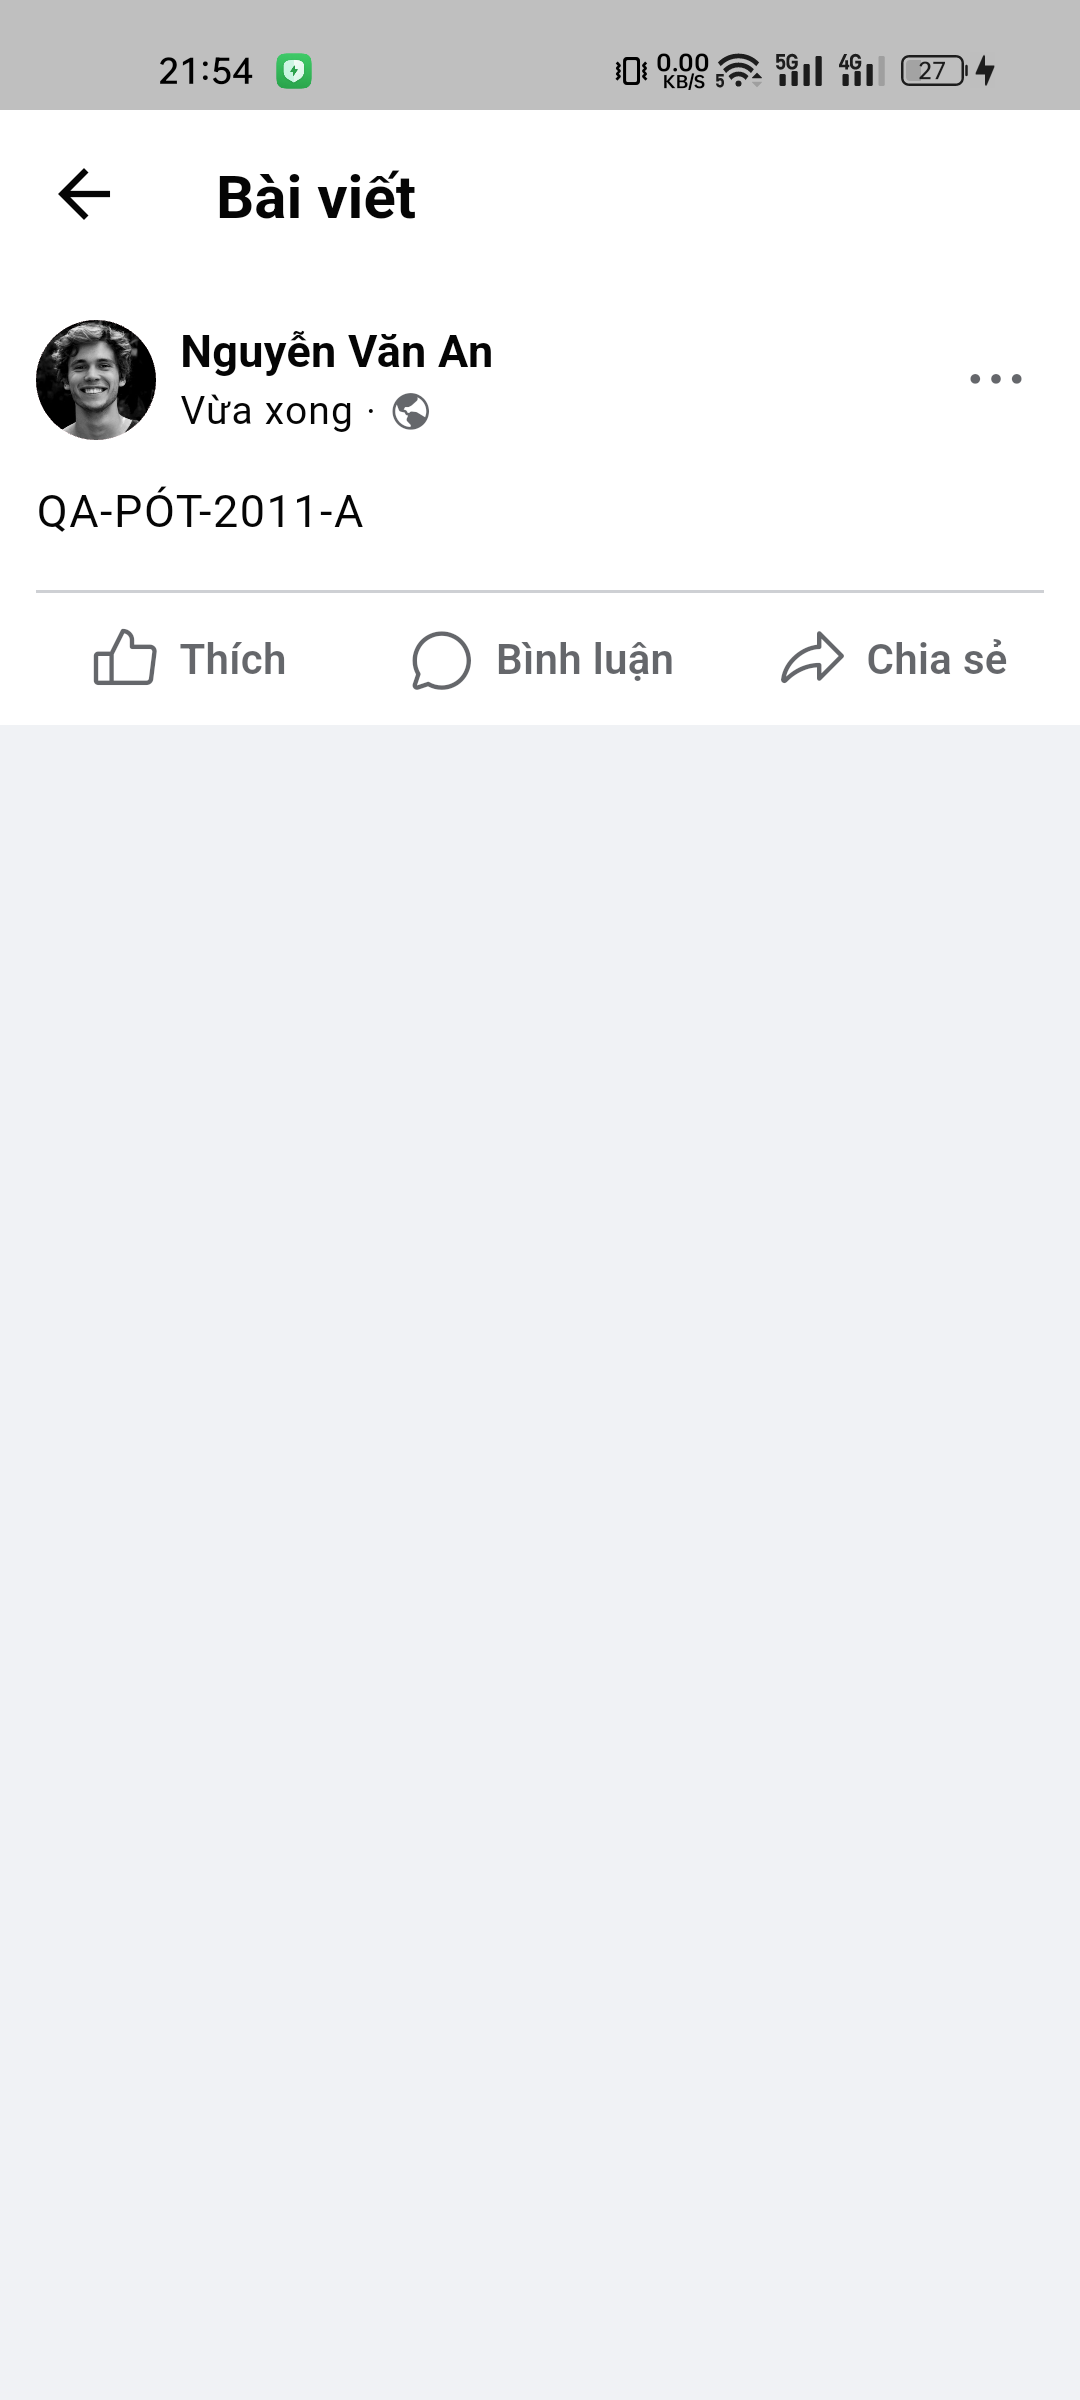 21:54 0.00 KB/S 5 5G 4G 27
Bài viết
Nguyễn Văn An
Vừa xong ·
QA-PÓT-2011-A
Thích Bình luận Chia sẻ